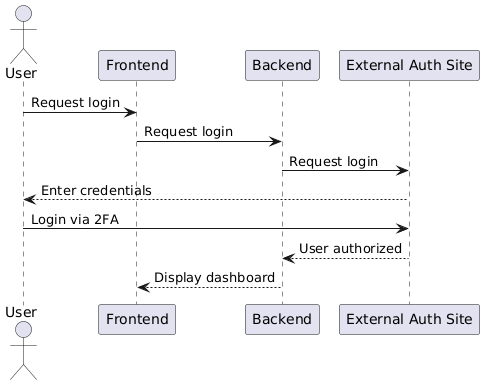 User
Frontend
Backend
External Auth Site
Request login
Request login
Request login
Enter credentials
Login via 2FA
User authorized
Display dashboard
User
Frontend
Backend
External Auth Site